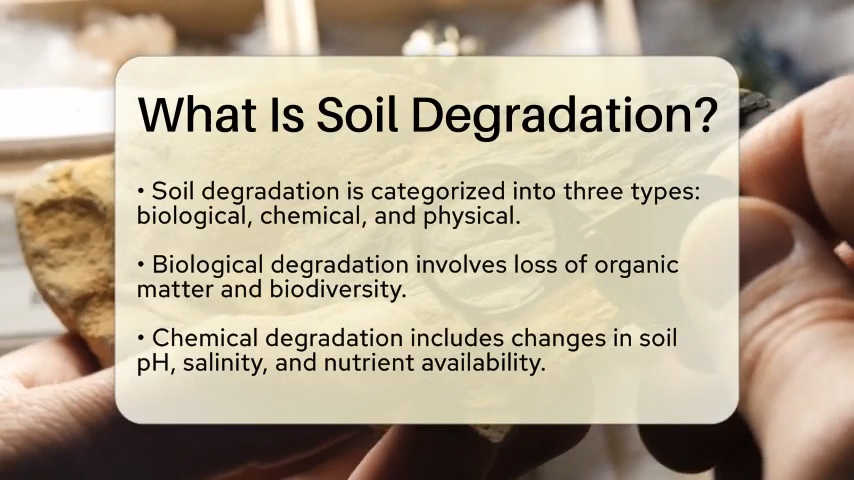 What Is Soil Degradation?
• Soil degradation is categorized into three types:
biological, chemical, and physical.
• Biological degradation involves loss of organic
matter and biodiversity.
• Chemical degradation includes changes in soil
pH, salinity, and nutrient availability.